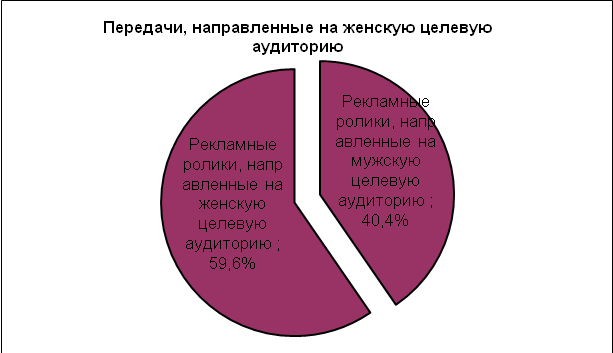 Передачи, направленные на женскую целевую
аудиторию
Рекламные
ролики, напр
авленные на
женскую
целевую
аудиторию ;
59,6%
Рекламные
ролики, напр
авленные на
мужскую
целевую
аудиторию ;
40,4%